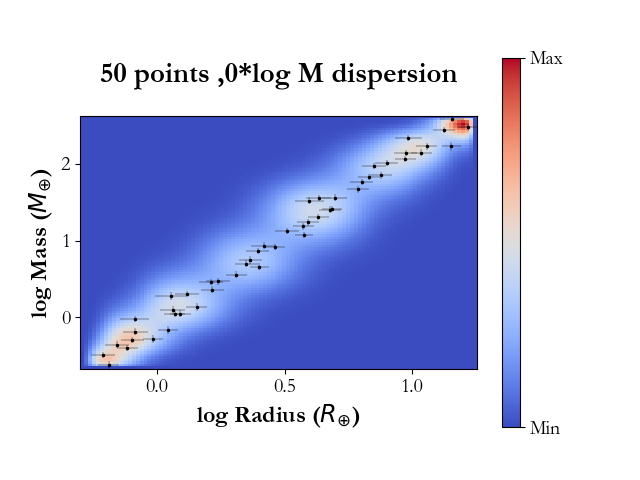 50 points ,0*log M dispersion
Max
log Mass (M⊕)
2
1
0
0.0 0.5 1.0
log Radius (R⊕)
Min